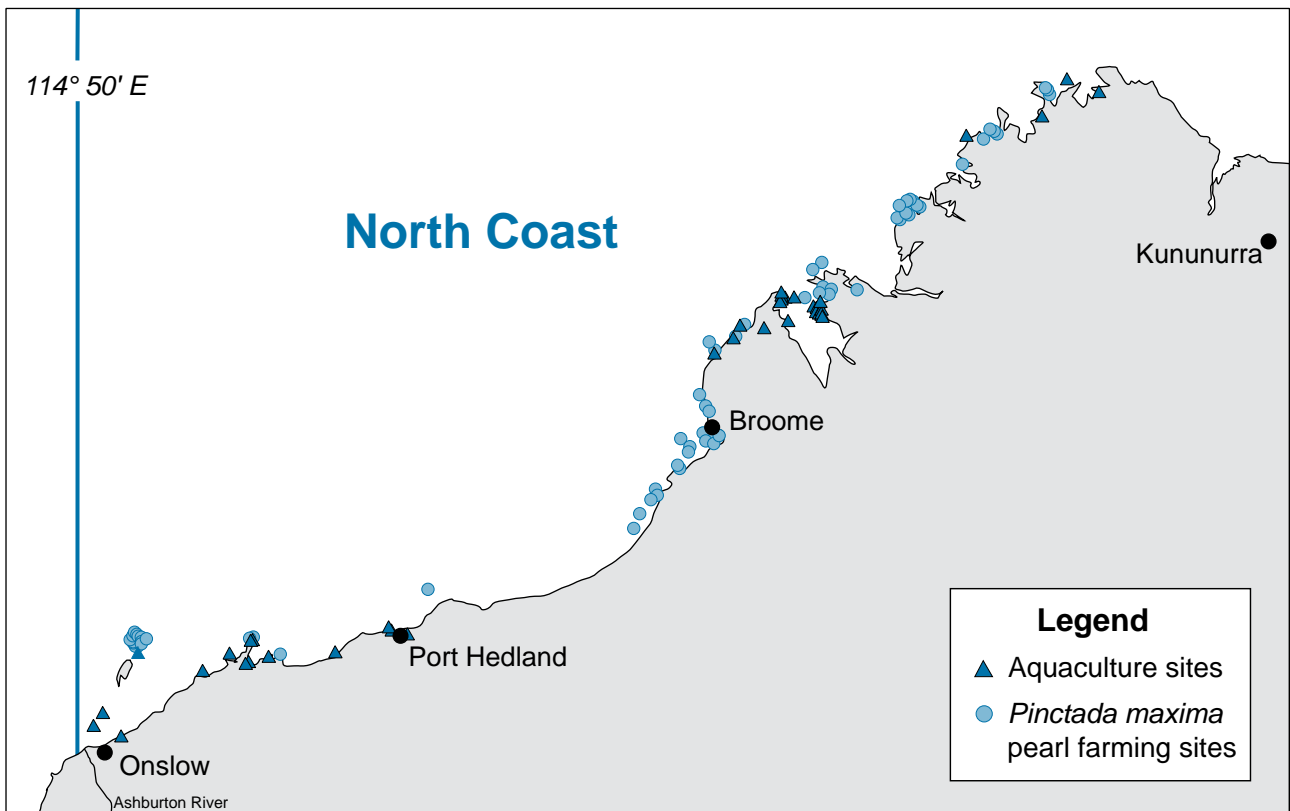 114° 50' E
North Coast
Kununurra
Broome
Port Hedland
Onslow
Ashburton River
Legend
Aquaculture sites
Pinctada maxima
pearl farming sites